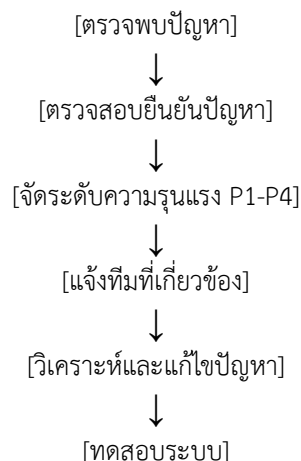 [ตรวจพบปัญหา]
↓
[ตรวจสอบยืนยันปัญหา]
↓
[จัดระดับความรุนแรง P1-P4]
↓
[แจ้งทีมที่เกี่ยวข้อง]
↓
[วิเคราะห์และแก้ไขปัญหา]
↓
[ทดสอบระบบ]